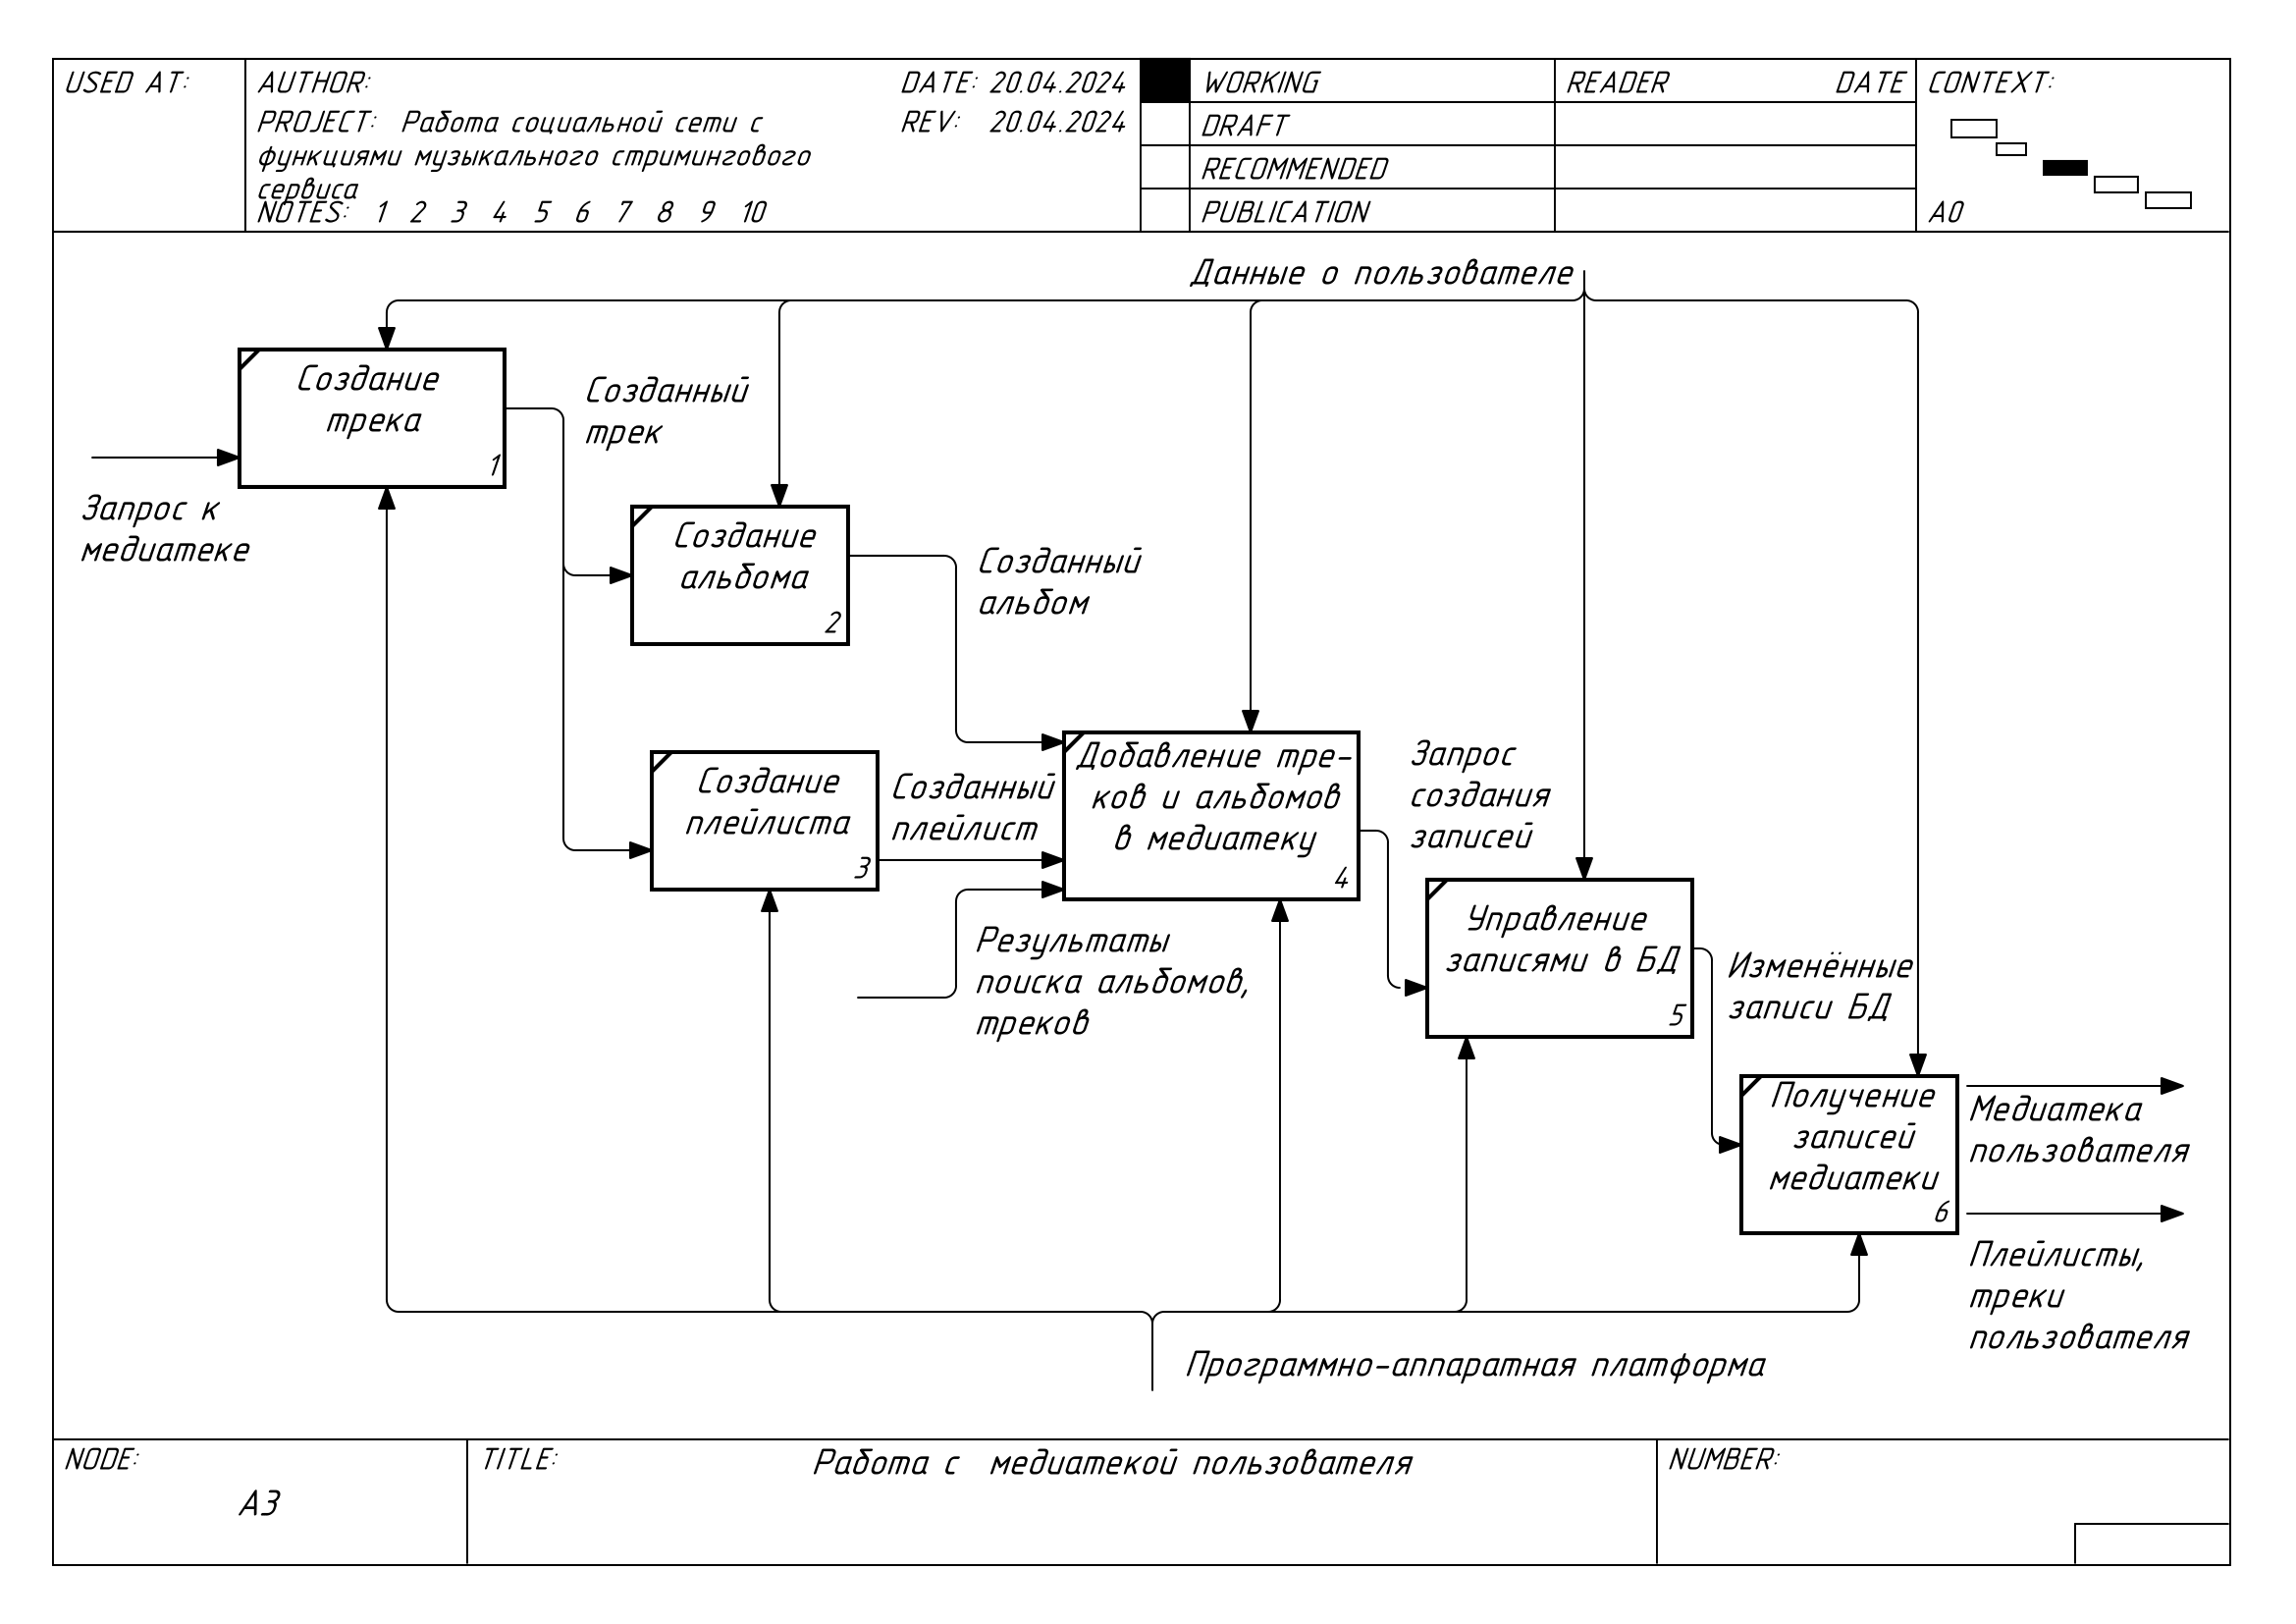 USED AT:
AUTHOR:
DATE: 20.04.2024
PROJECT: Работа социальной сети с
функциями музыкального стримингового
сервиса
REV: 20.04.2024
NOTES: 1 2 3 4 5 6 7 8 9 10
WORKING
DRAFT
RECOMMENDED
PUBLICATION
READER DATE
CONTEXT:
A0
Данные о пользователе
Создание
трека
1
Созданный
трек
Запрос к
медиатеке
Создание
альбома
2
Созданный
альбом
Создание
плейлиста
3
Созданный
плейлист
Добавление тре-
ков и альбомов
в медиатеку
4
Запрос
создания
записей
Результаты
поиска альбомов,
треков
Управление
записями в БД
5
Изменённые
записи БД
Получение
записей
медиатеки
6
Медиатека
пользователя
Плейлисты,
треки
пользователя
Программно-аппаратная платформа
NODE:
А3
TITLE:
Работа с медиатекой пользователя
NUMBER: